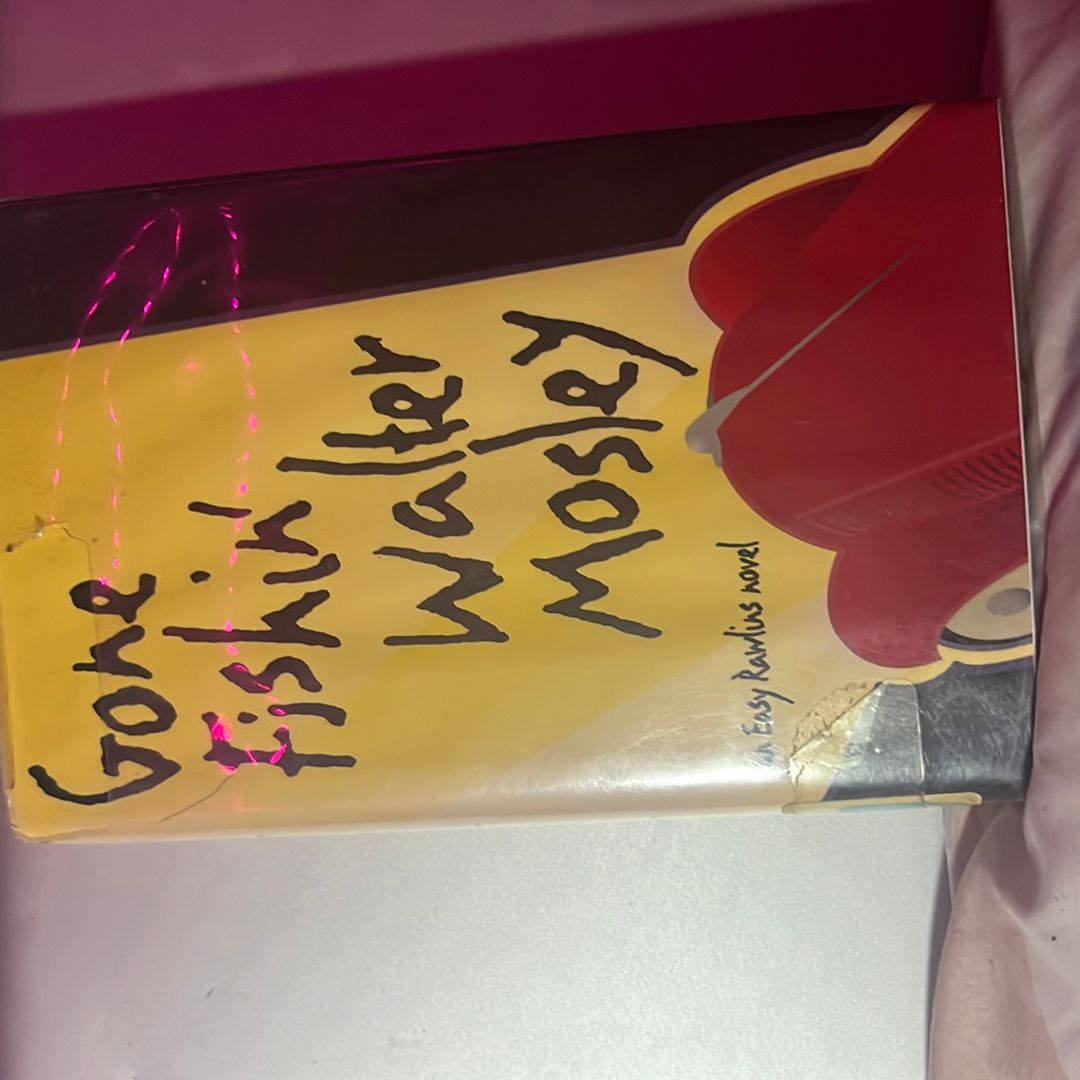 Gone
Fishin'
Walter
Mosley
an Easy Rawlins novel